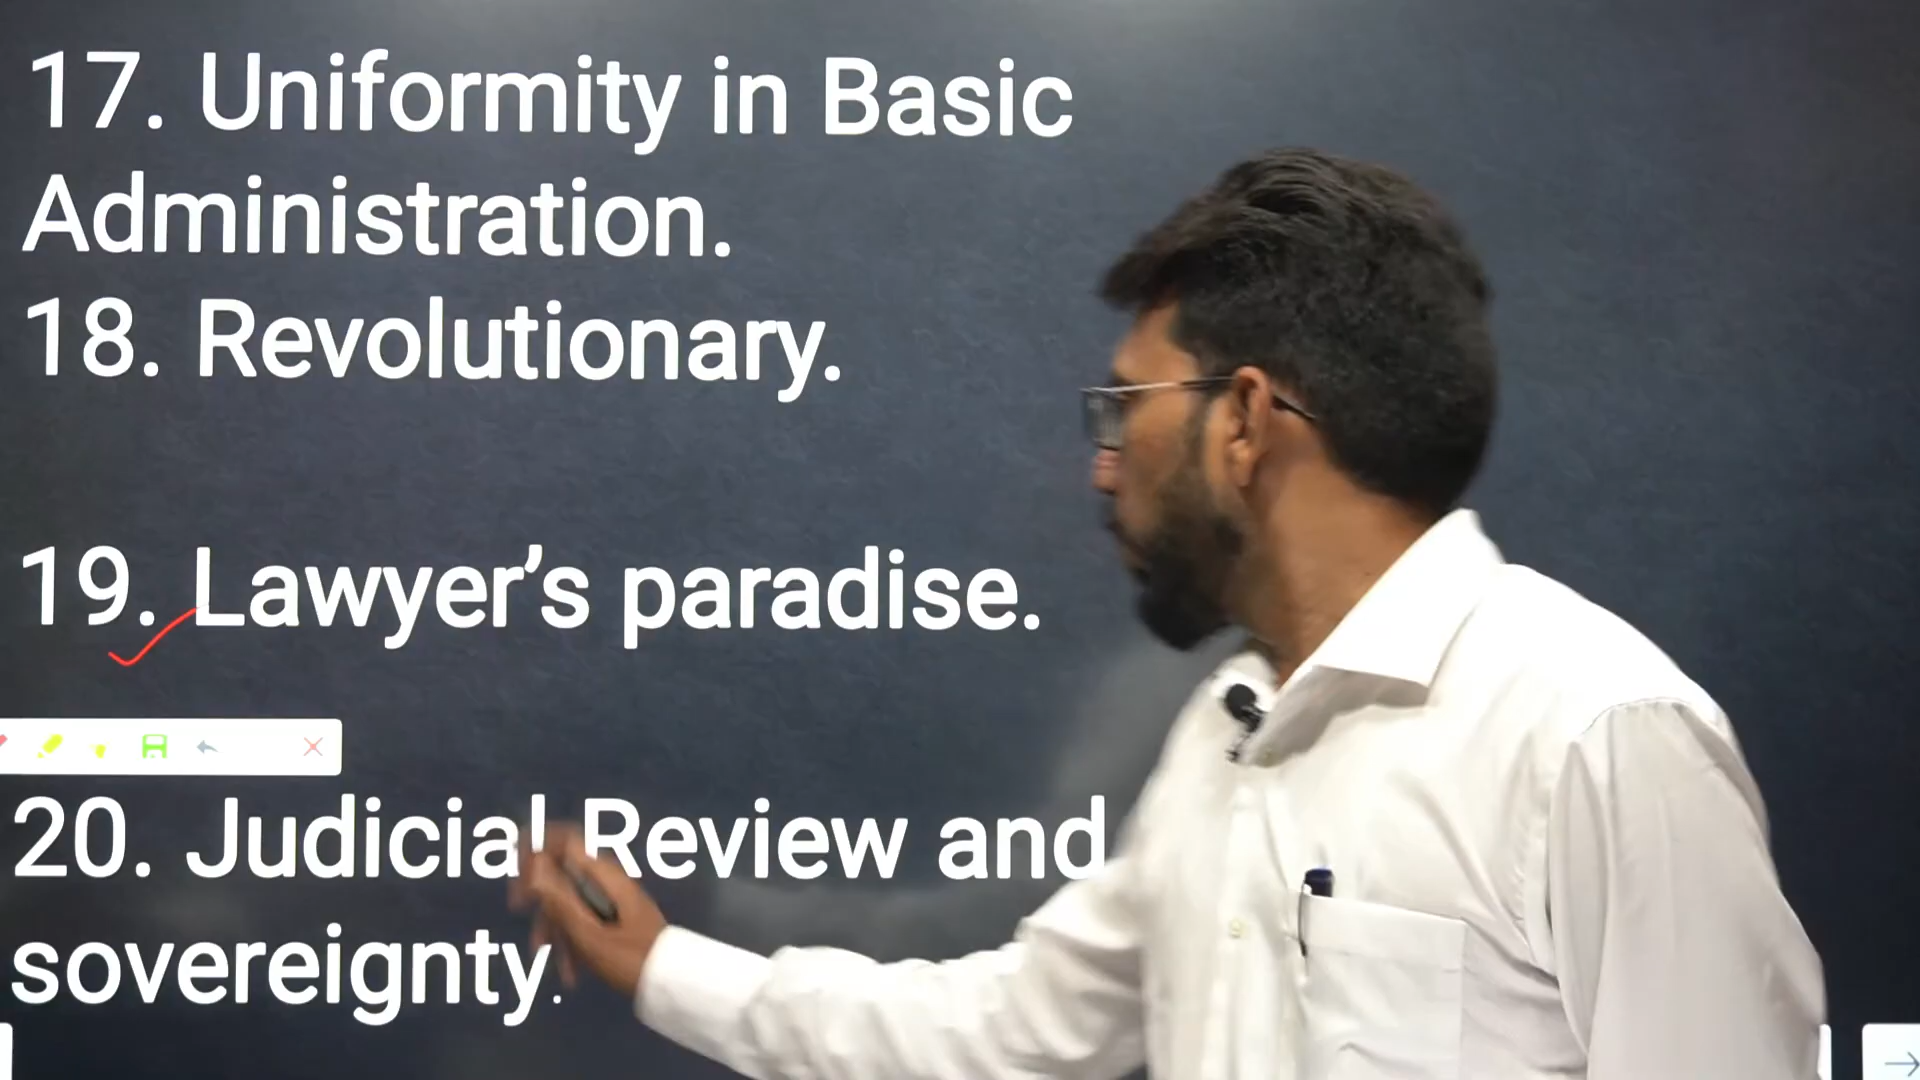 17. Uniformity in Basic
Administration.
18. Revolutionary.
19. Lawyer’s paradise.
20. Judicial Review and
sovereignty.